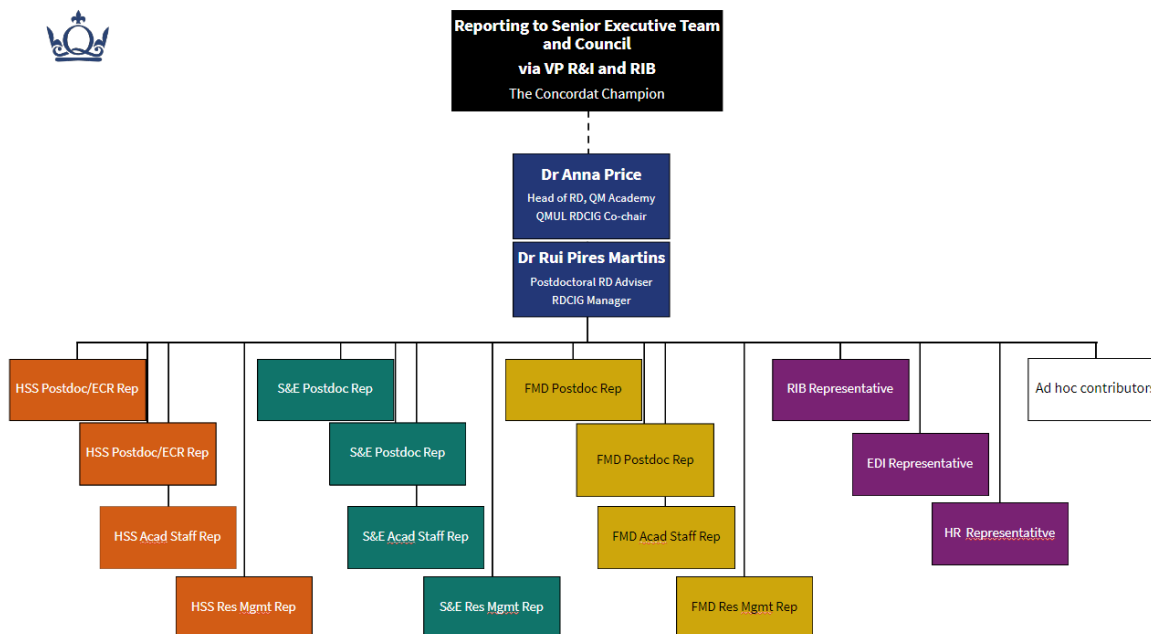 Reporting to Senior Executive Team
and Council
via VP R&I and RIB
The Concordat Champion
Dr Anna Price
Head of RD, QM Academy
QMUL RDCIG Co-chair
Dr Rui Pires Martins
Postdoctoral RD Adviser
RDCIG Manager
HSS Postdoc/ECR Rep
S&E Postdoc Rep
FMD Postdoc Rep
RIB Representative
Ad hoc contributors
HSS Postdoc/ECR Rep
S&E Postdoc Rep
FMD Postdoc Rep
EDI Representative
HSS Acad Staff Rep
S&E Acad Staff Rep
FMD Acad Staff Rep
HR Representaitve
HSS Res Mgmt Rep
S&E Res Mgmt Rep
FMD Res Mgmt Rep